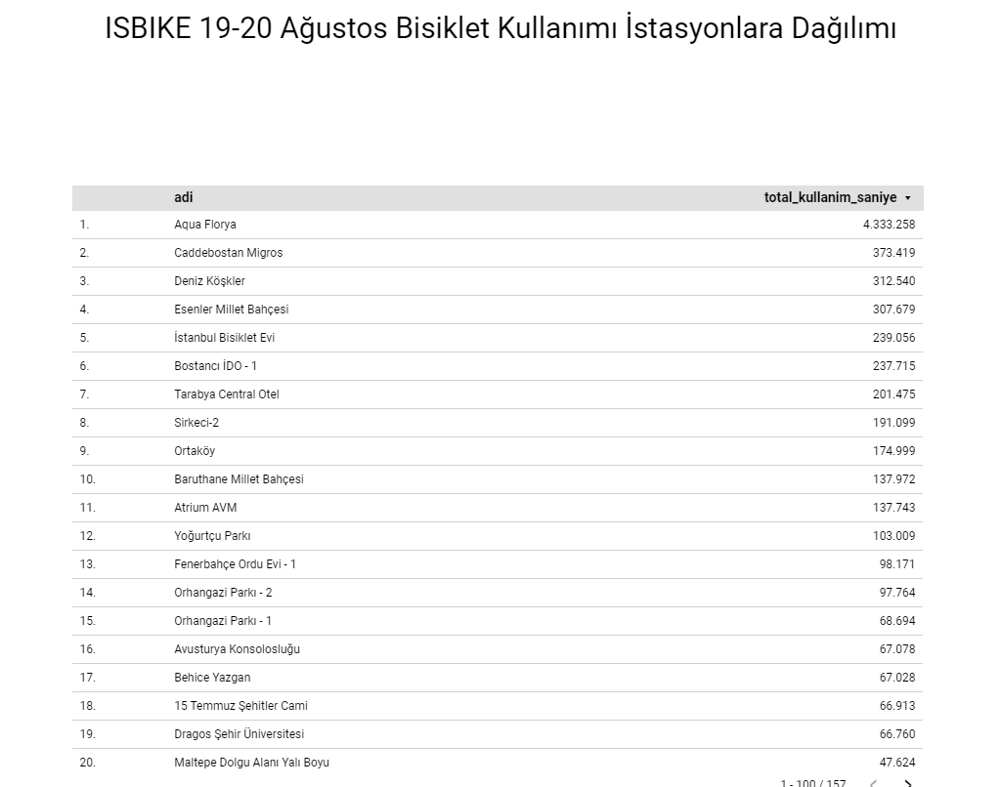 ISBIKE 19-20 Ağustos Bisiklet Kullanımı İstasyonlara Dağılımı
adi total_kullanim_saniye
1. Aqua Florya 4.333.258
2. Caddebostan Migros 373.419
3. Deniz Köşkler 312.540
4. Esenler Millet Bahçesi 307.679
5. İstanbul Bisiklet Evi 239.056
6. Bostancı İDO - 1 237.715
7. Tarabya Central Otel 201.475
8. Sirkeci-2 191.099
9. Ortaköy 174.999
10. Baruthane Millet Bahçesi 137.972
11. Atrium AVM 137.743
12. Yoğurtçu Parkı 103.009
13. Fenerbahçe Ordu Evi - 1 98.171
14. Orhangazi Parkı - 2 97.764
15. Orhangazi Parkı - 1 68.694
16. Avusturya Konsolosluğu 67.078
17. Behice Yazgan 67.028
18. 15 Temmuz Şehitler Cami 66.913
19. Dragos Şehir Üniversitesi 66.760
20. Maltepe Dolgu Alanı Yalı Boyu 47.624
1 - 100 / 157